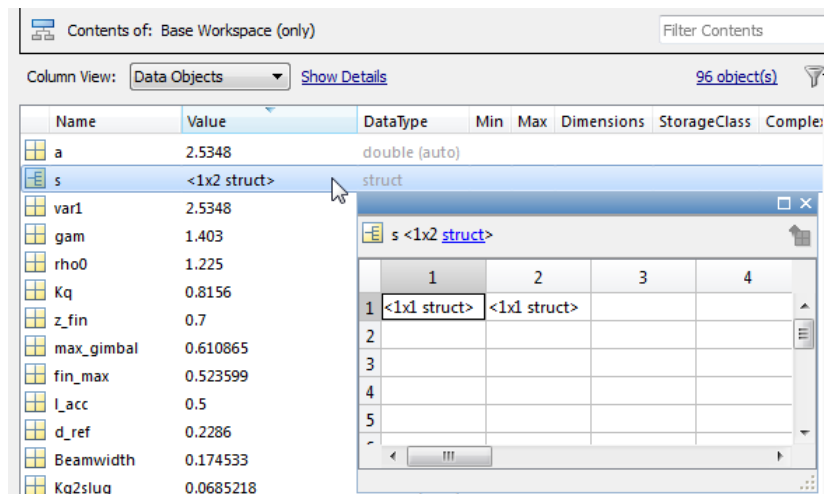 Contents of: Base Workspace (only)
Filter Contents
Column View: Data Objects Show Details 96 object(s)
Name Value DataType Min Max Dimensions StorageClass Comple
a 2.5348 double (auto)
s <1x2 struct> struct
var1 2.5348
gam 1.403
rho0 1.225
Kq 0.8156
z_fin 0.7
max_gimbal 0.610865
fin_max 0.523599
l_acc 0.5
d_ref 0.2286
Beamwidth 0.174533
Kg2slug 0.0685218
s <1x2 struct>
1 2 3 4
1 <1x1 struct> <1x1 struct>
2
3
4
5